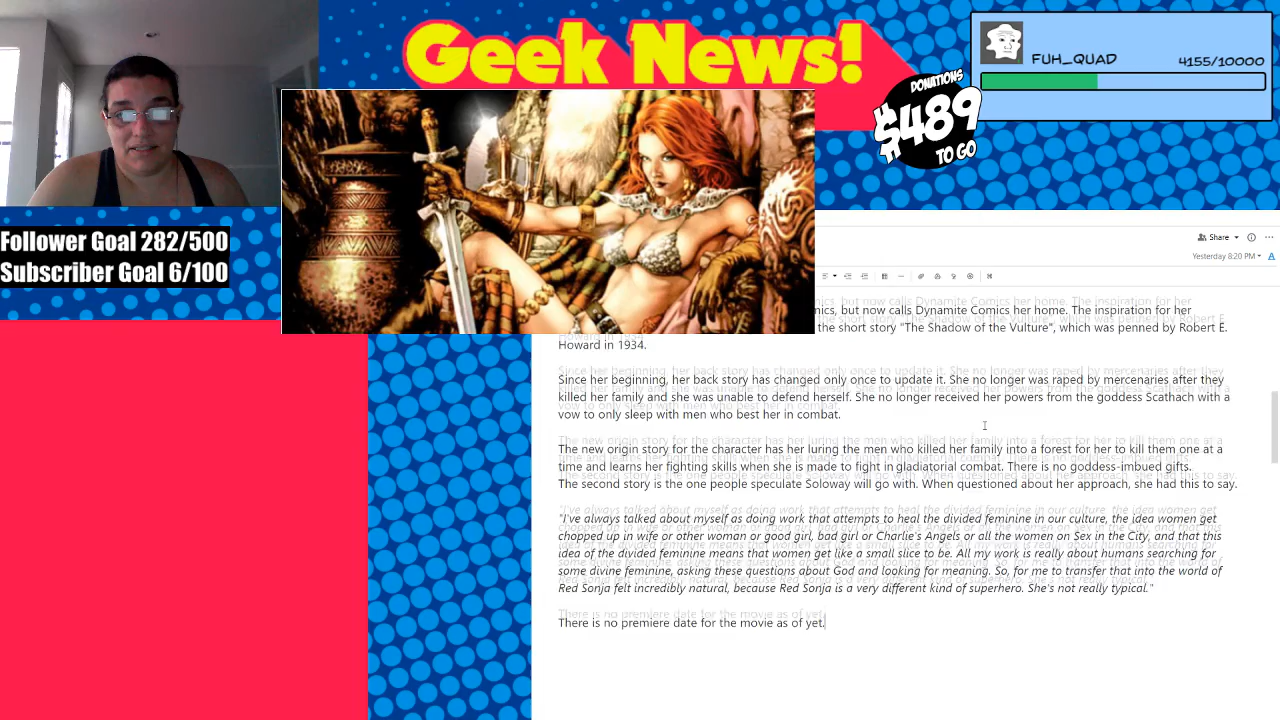 Geek News!
FUH_QUAD
4155/10000
DONATIONS
$489
TO GO
Follower Goal 282/500
Subscriber Goal 6/100
Share
Yesterday 8:20 PM
nics, but now calls Dynamite Comics her home. The inspiration for her
the short story "The Shadow of the Vulture", which was penned by Robert E.
Howard in 1934.
Since her beginning, her back story has changed only once to update it. She no longer was raped by mercenaries after they
killed her family and she was unable to defend herself. She no longer received her powers from the goddess Scathach with a
vow to only sleep with men who best her in combat.
The new origin story for the character has her luring the men who killed her family into a forest for her to kill them one at a
time and learns her fighting skills when she is made to fight in gladiatorial combat. There is no goddess-imbued gifts.
The second story is the one people speculate Soloway will go with. When questioned about her approach, she had this to say.
"I've always talked about myself as doing work that attempts to heal the divided feminine in our culture, the idea women get
chopped up in wife or other woman or good girl, bad girl or Charlie's Angels or all the women on Sex in the City, and that this
idea of the divided feminine means that women get like a small slice to be. All my work is really about humans searching for
some divine feminine, asking these questions about God and looking for meaning. So, for me to transfer that into the world of
Red Sonja felt incredibly natural, because Red Sonja is a very different kind of superhero. She's not really typical."
There is no premiere date for the movie as of yet.